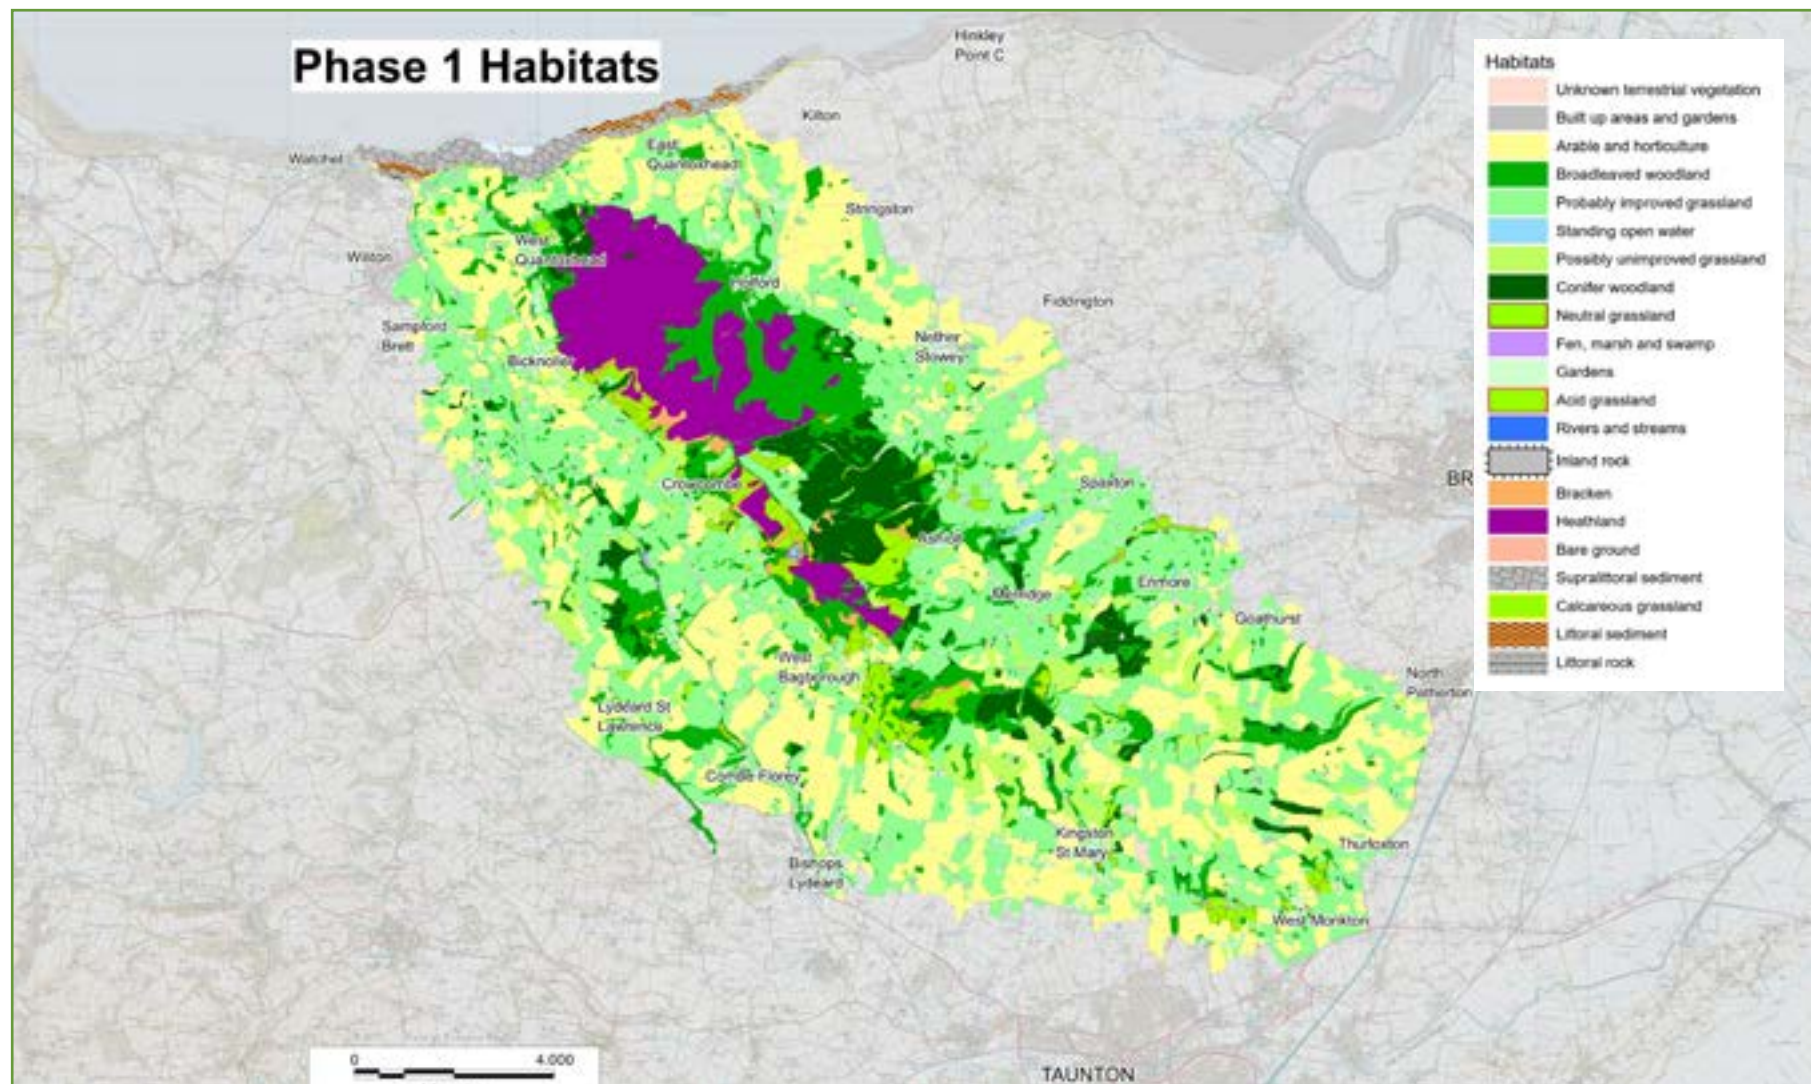 Phase 1 Habitats
Hinkley
Point C
Kilton
Watchet
East
Quantoxhead
Stringston
West
Quantoxhead
Williton
Holford
Fiddington
Sampford
Brett
Nether
Stowey
Bicknoller
Crowcombe
Spaxton
BR
Aisholt
Merridge
Enmore
Goathurst
West
Bagborough
North
Petherton
Lydeard St
Lawrence
Combe Florey
Kingston
St Mary
Thurloxton
Bishops
Lydeard
West Monkton
TAUNTON
0 4,000
Habitats
Unknown terrestrial vegetation
Built up areas and gardens
Arable and horticulture
Broadleaved woodland
Probably improved grassland
Standing open water
Possibly unimproved grassland
Conifer woodland
Neutral grassland
Fen, marsh and swamp
Gardens
Acid grassland
Rivers and streams
Inland rock
Bracken
Heathland
Bare ground
Supralittoral sediment
Calcareous grassland
Littoral sediment
Littoral rock